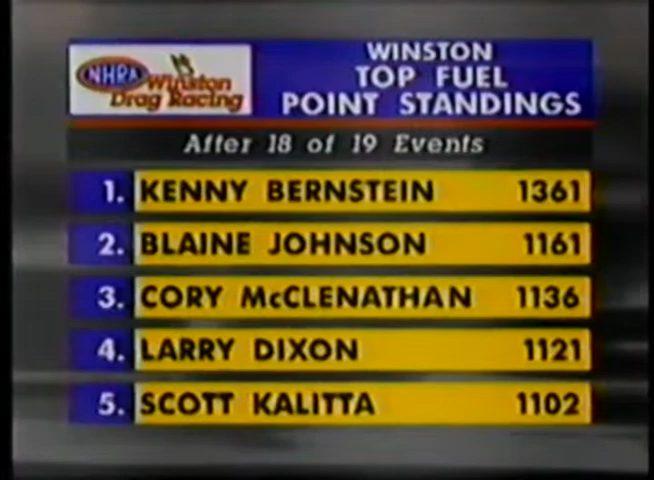 NHRA
Winston
Drag Racing
WINSTON
TOP FUEL
POINT STANDINGS
After 18 of 19 Events
1. KENNY BERNSTEIN 1361
2. BLAINE JOHNSON 1161
3. CORY McCLENATHAN 1136
4. LARRY DIXON 1121
5. SCOTT KALITTA 1102